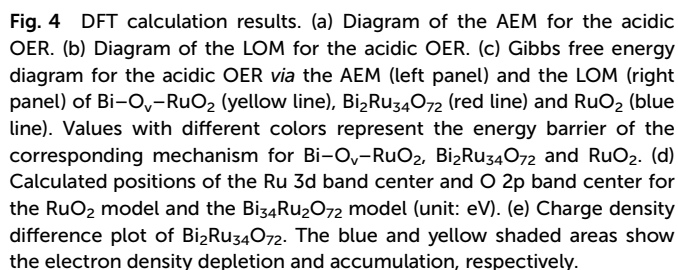 Fig. 4 DFT calculation results. (a) Diagram of the AEM for the acidic
OER. (b) Diagram of the LOM for the acidic OER. (c) Gibbs free energy
diagram for the acidic OER via the AEM (left panel) and the LOM (right
panel) of Bi–Oᵥ–RuO₂ (yellow line), Bi₂Ru₃₄O₇₂ (red line) and RuO₂ (blue
line). Values with different colors represent the energy barrier of the
corresponding mechanism for Bi–Oᵥ–RuO₂, Bi₂Ru₃₄O₇₂ and RuO₂. (d)
Calculated positions of the Ru 3d band center and O 2p band center for
the RuO₂ model and the Bi₃₄Ru₂O₇₂ model (unit: eV). (e) Charge density
difference plot of Bi₂Ru₃₄O₇₂. The blue and yellow shaded areas show
the electron density depletion and accumulation, respectively.